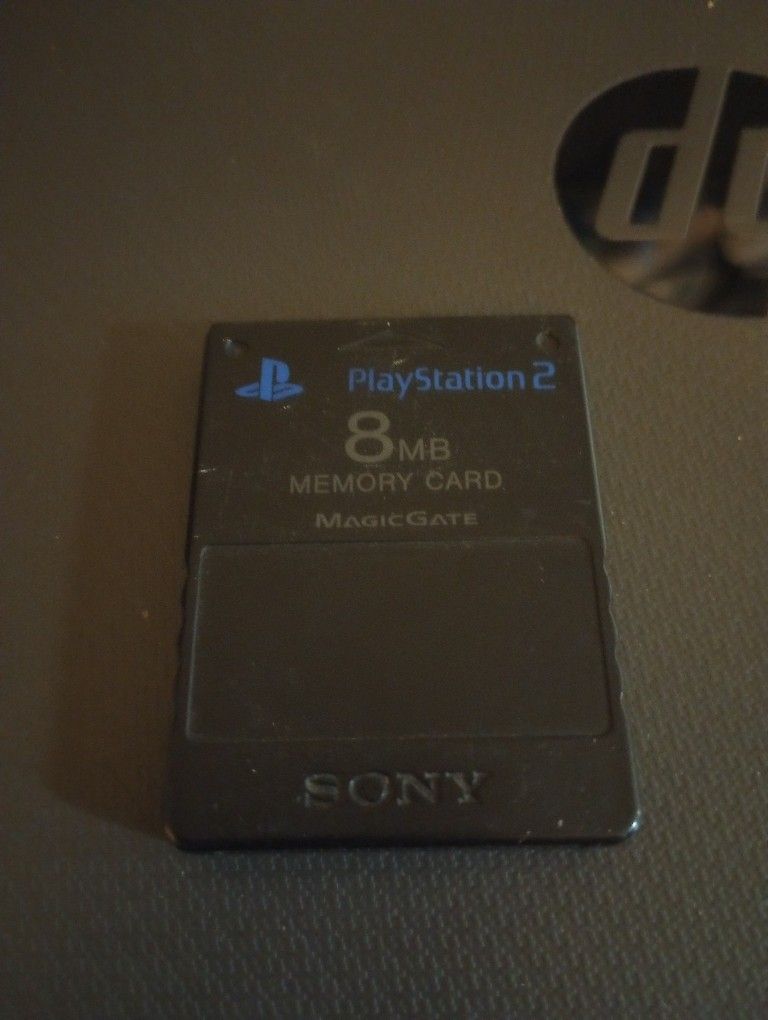 PlayStation 2
8MB
MEMORY CARD
MAGICGATE
SONY